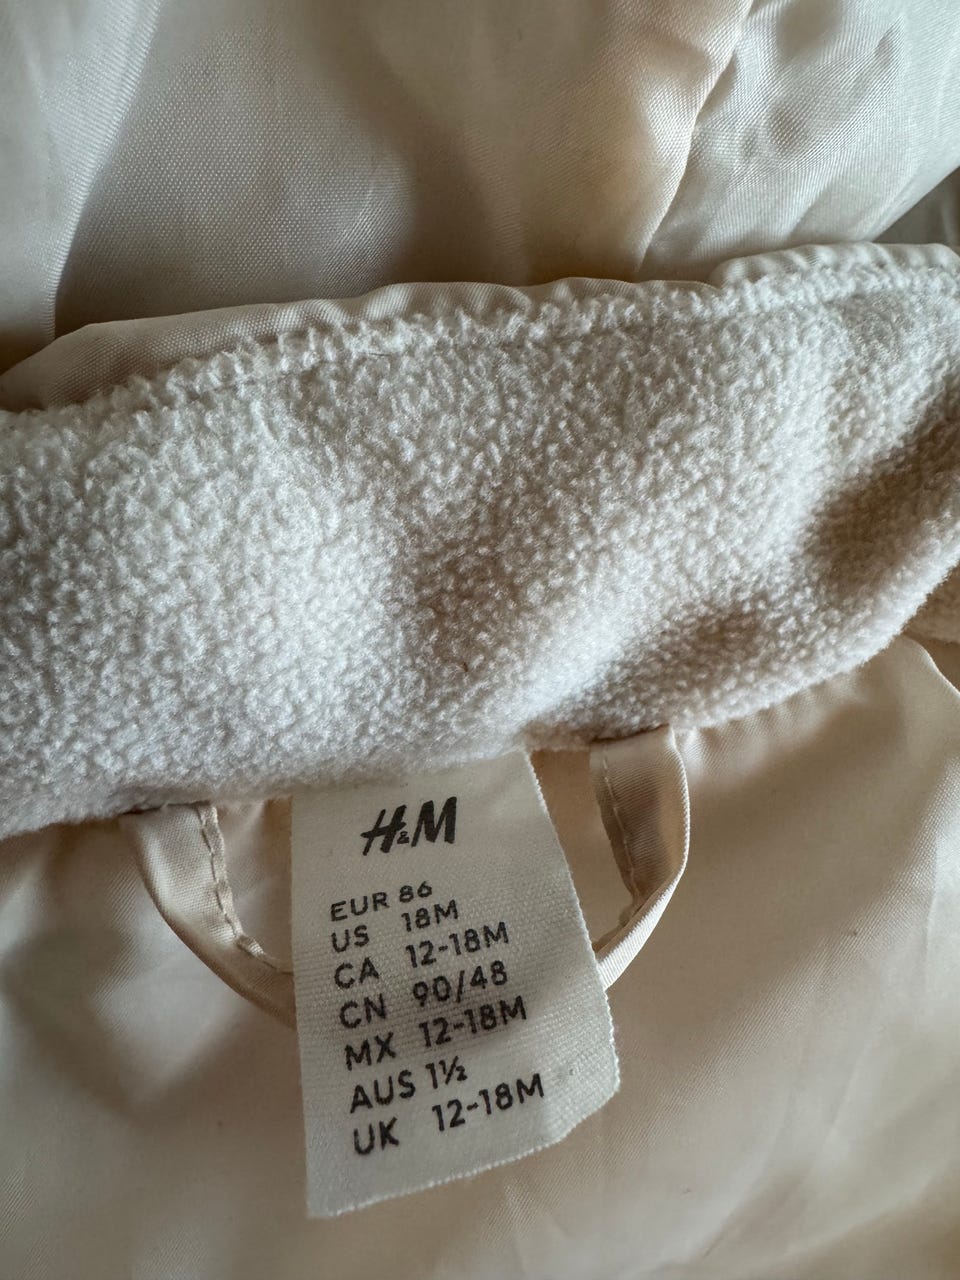 H&M
EUR 86
US 18M
CA 12-18M
CN 90/48
MX 12-18M
AUS 1½
UK 12-18M